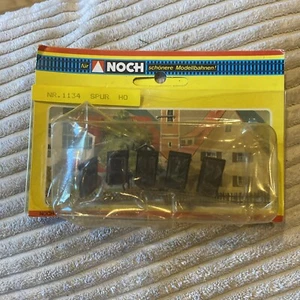 für NOCH schönere Modellbahnen!
NR.1134 SPUR HO